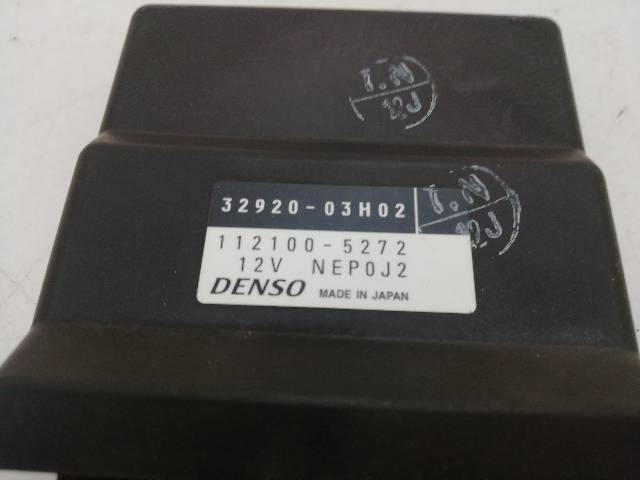 T.N
12J
32920-03H02
T.N
12J
112100-5272
12V NEP0J2
DENSO MADE IN JAPAN